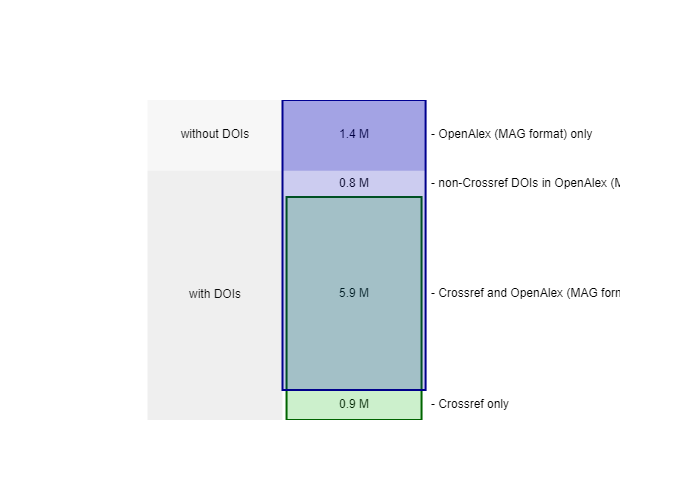 without DOIs 1.4 M - OpenAlex (MAG format) only
0.8 M - non-Crossref DOIs in OpenAlex (
with DOIs 5.9 M - Crossref and OpenAlex (MAG form
0.9 M - Crossref only